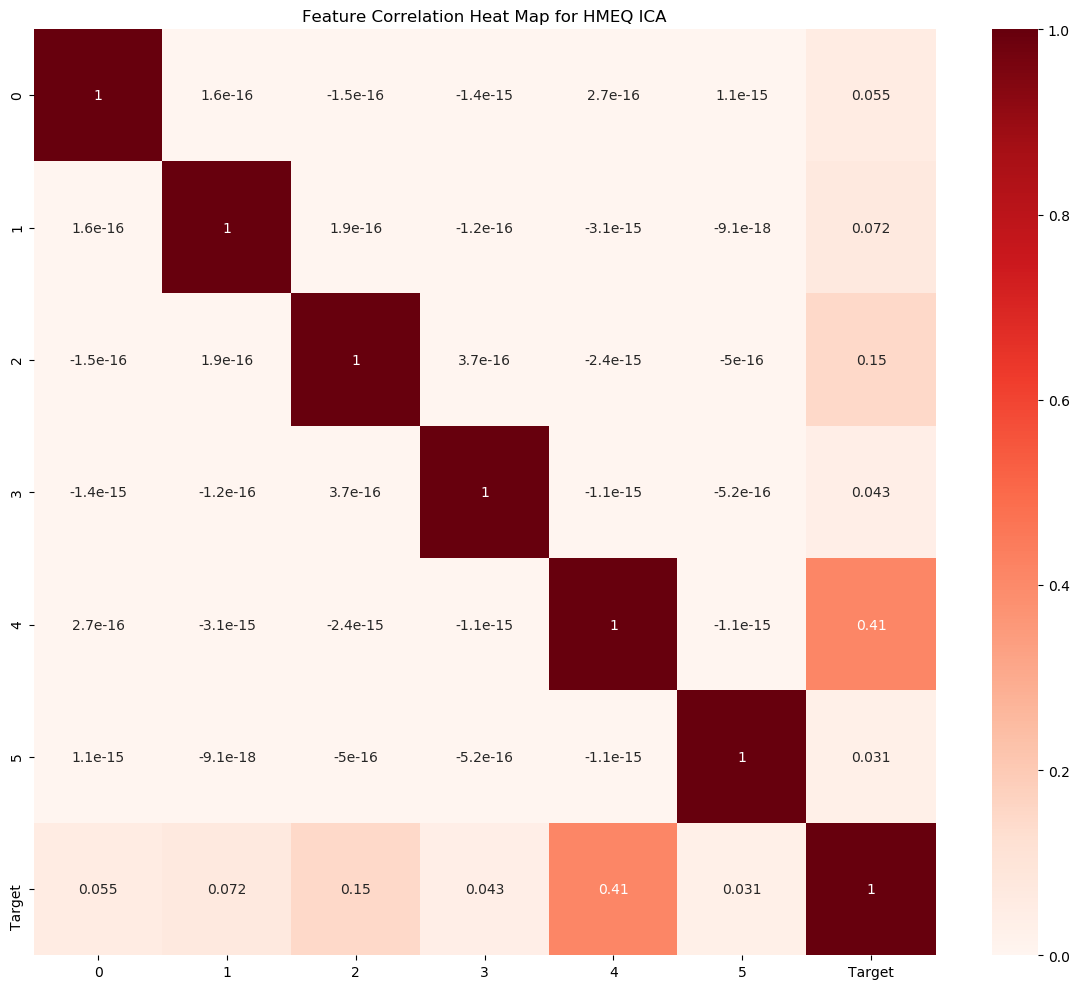 Feature Correlation Heat Map for HMEQ ICA
0 1 1.6e-16 -1.5e-16 -1.4e-15 2.7e-16 1.1e-15 0.055
1 1.6e-16 1 1.9e-16 -1.2e-16 -3.1e-15 -9.1e-18 0.072
2 -1.5e-16 1.9e-16 1 3.7e-16 -2.4e-15 -5e-16 0.15
3 -1.4e-15 -1.2e-16 3.7e-16 1 -1.1e-15 -5.2e-16 0.043
4 2.7e-16 -3.1e-15 -2.4e-15 -1.1e-15 1 -1.1e-15 0.41
5 1.1e-15 -9.1e-18 -5e-16 -5.2e-16 -1.1e-15 1 0.031
Target 0.055 0.072 0.15 0.043 0.41 0.031 1
0 1 2 3 4 5 Target
1.0
0.8
0.6
0.4
0.2
0.0